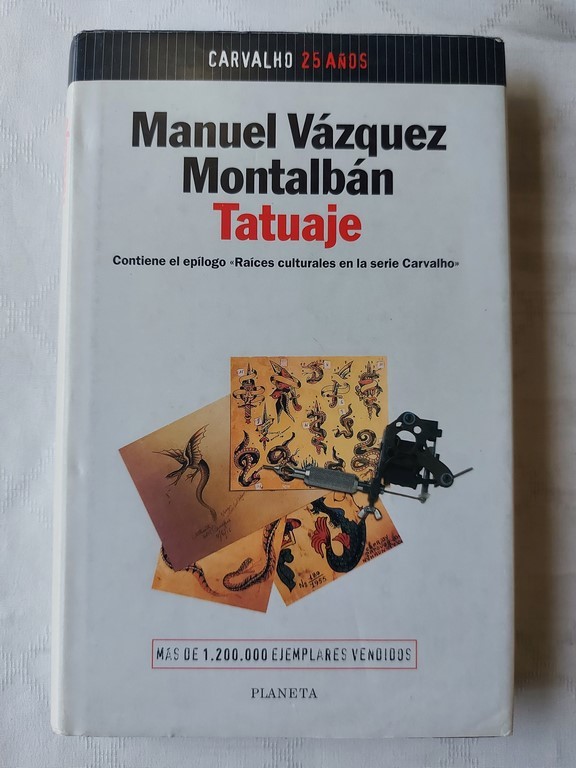 CARVALHO 25 AÑOS
Manuel Vázquez
Montalbán
Tatuaje
Contiene el epílogo «Raíces culturales en la serie Carvalho»
MAS DE 1.200.000 EJEMPLARES VENDIDOS
PLANETA